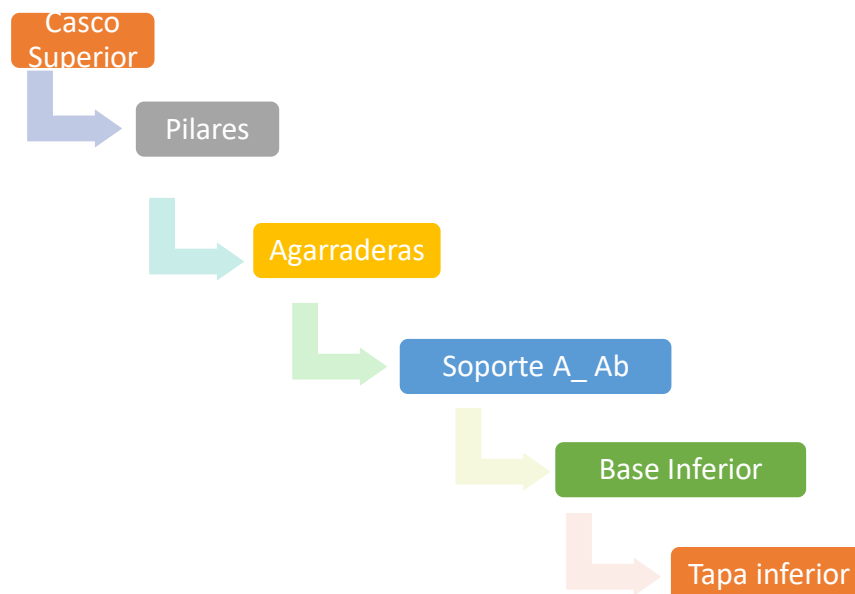 Casco
Superior
Pilares
Agarraderas
Soporte A_ Ab
Base Inferior
Tapa inferior